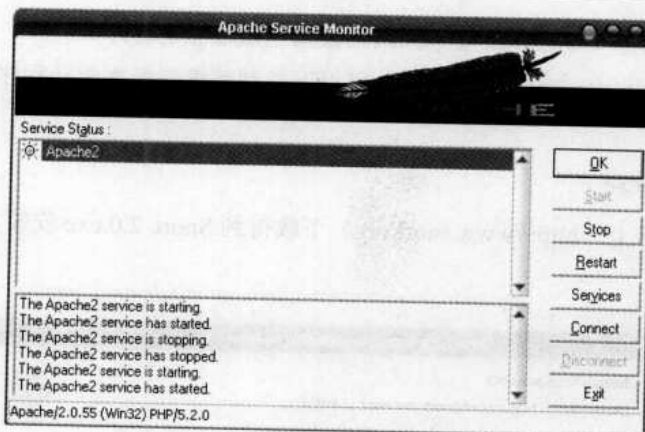 Apache Service Monitor
Service Status :
Apache2
OK
Start
Stop
Restart
Services
Connect
Disconnect
Exit
The Apache2 service is starting.
The Apache2 service has started.
The Apache2 service is stopping.
The Apache2 service has stopped.
The Apache2 service is starting.
The Apache2 service has started.
Apache/2.0.55 (Win32) PHP/5.2.0